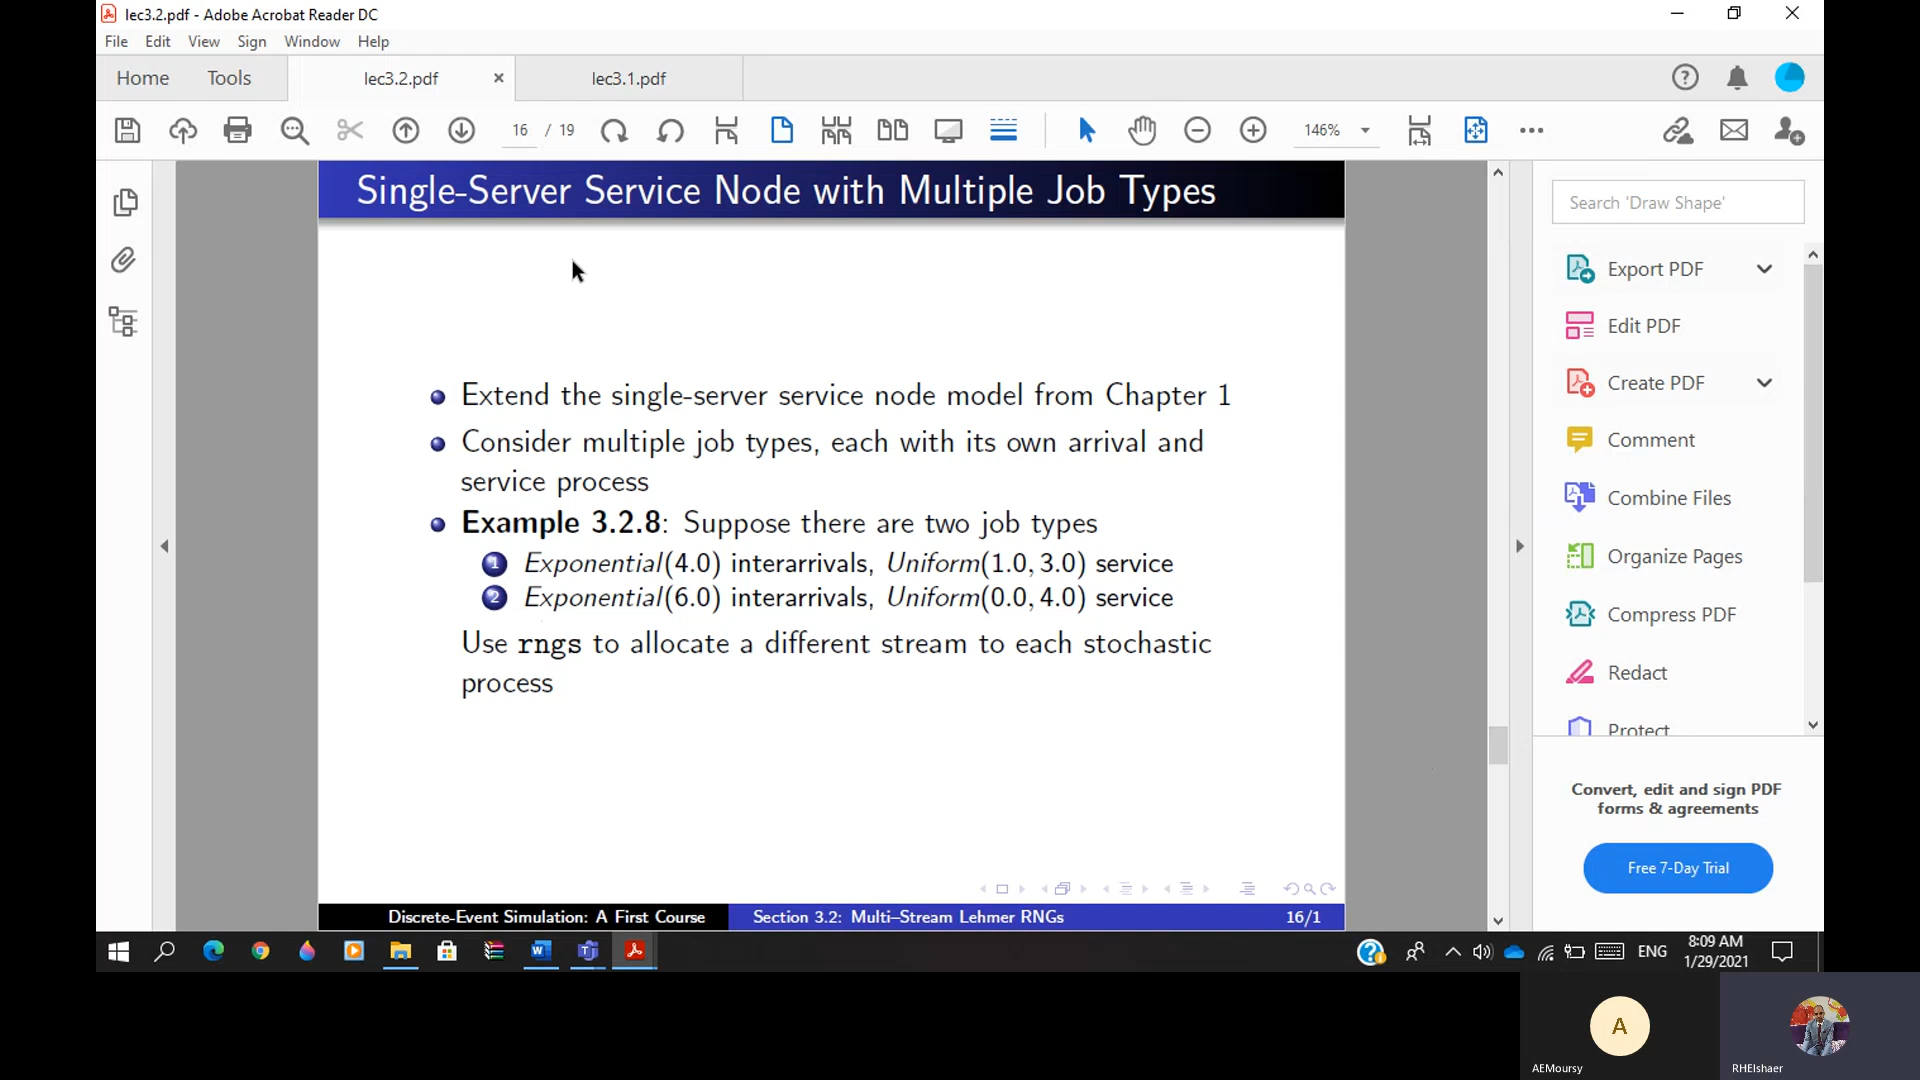 lec3.2.pdf - Adobe Acrobat Reader DC
File Edit View Sign Window Help
Home Tools lec3.2.pdf × lec3.1.pdf
16 / 19 146%
Single-Server Service Node with Multiple Job Types
Extend the single-server service node model from Chapter 1
Consider multiple job types, each with its own arrival and
service process
Example 3.2.8: Suppose there are two job types
1 Exponential(4.0) interarrivals, Uniform(1.0, 3.0) service
2 Exponential(6.0) interarrivals, Uniform(0.0, 4.0) service
Use rngs to allocate a different stream to each stochastic
process
Discrete-Event Simulation: A First Course Section 3.2: Multi–Stream Lehmer RNGs 16/1
Search 'Draw Shape'
Export PDF
Edit PDF
Create PDF
Comment
Combine Files
Organize Pages
Compress PDF
Redact
Protect
Convert, edit and sign PDF
forms & agreements
Free 7-Day Trial
ENG
8:09 AM
1/29/2021
A
AEMoursy
RHElshaer